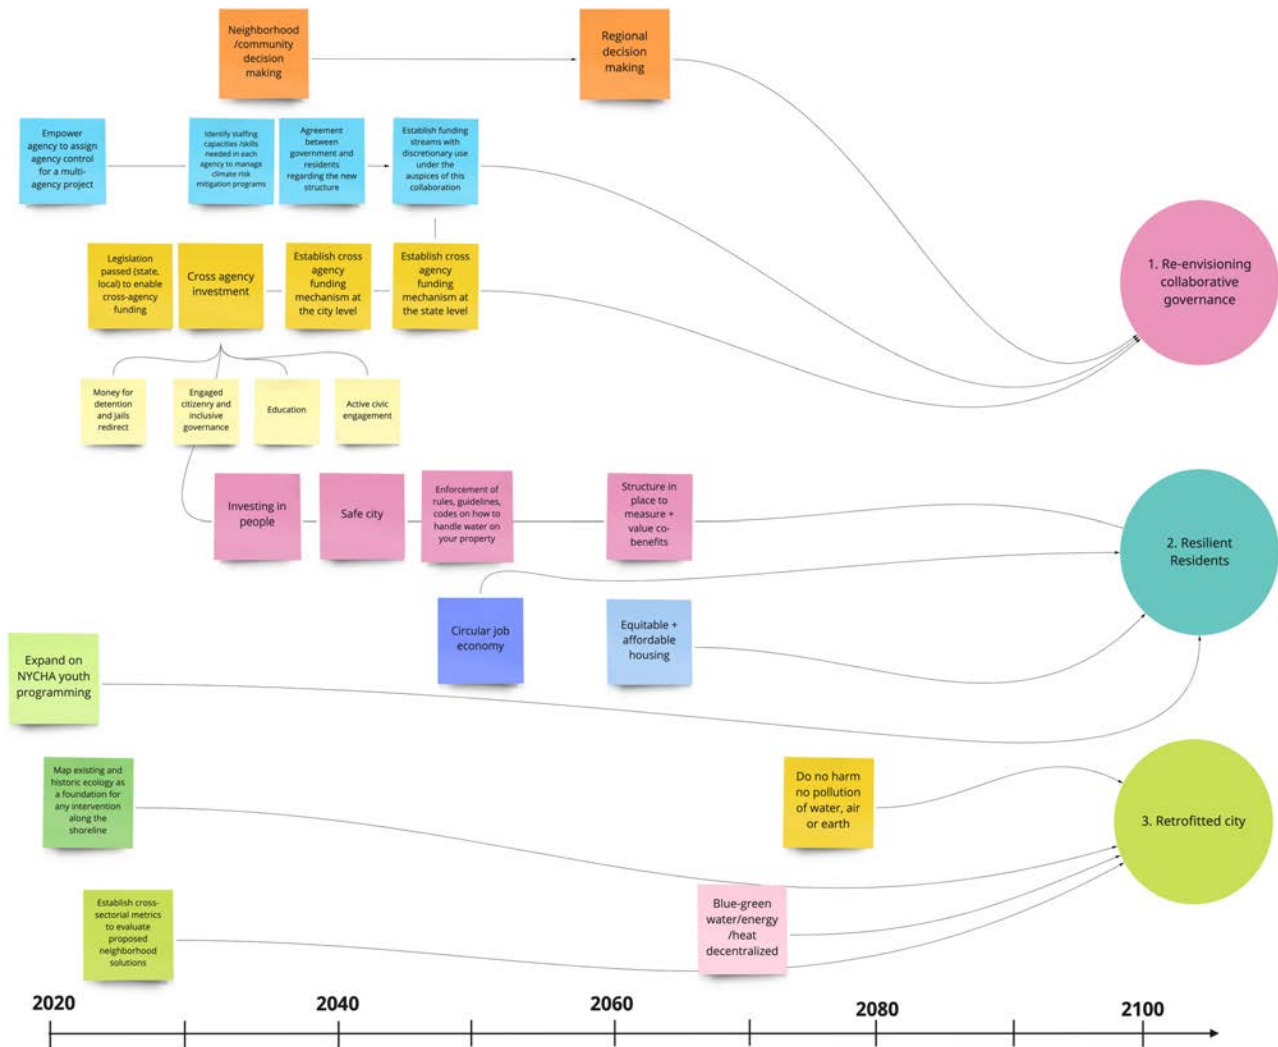 Neighborhood
/community
decision
making
Regional
decision
making
Empower
agency to assign
agency control
for a multi-
agency project
Identify staffing
capacities /skills
needed in each
agency to manage
climate risk
mitigation programs
Agreement
between
government and
residents
regarding the new
structure
Establish funding
streams with
discretionary use
under the
auspices of this
collaboration
Legislation
passed (state,
local) to enable
cross-agency
funding
Cross agency
investment
Establish cross
agency
funding
mechanism at
the city level
Establish cross
agency
funding
mechanism at
the state level
1. Re-envisioning
collaborative
governance
Money for
detention
and jails
redirect
Engaged
citizenry and
inclusive
governance
Education
Active civic
engagement
Investing in
people
Safe city
Enforcement of
rules, guidelines,
codes on how to
handle water on
your property
Structure in
place to
measure +
value co-
benefits
2. Resilient
Residents
Circular job
economy
Equitable +
affordable
housing
Expand on
NYCHA youth
programming
Map existing and
historic ecology as
a foundation for
any intervention
along the
shoreline
Do no harm
no pollution
of water, air
or earth
3. Retrofitted city
Establish cross-
sectorial metrics
to evaluate
proposed
neighborhood
solutions
Blue-green
water/energy
/heat
decentralized
2020
2040
2060
2080
2100